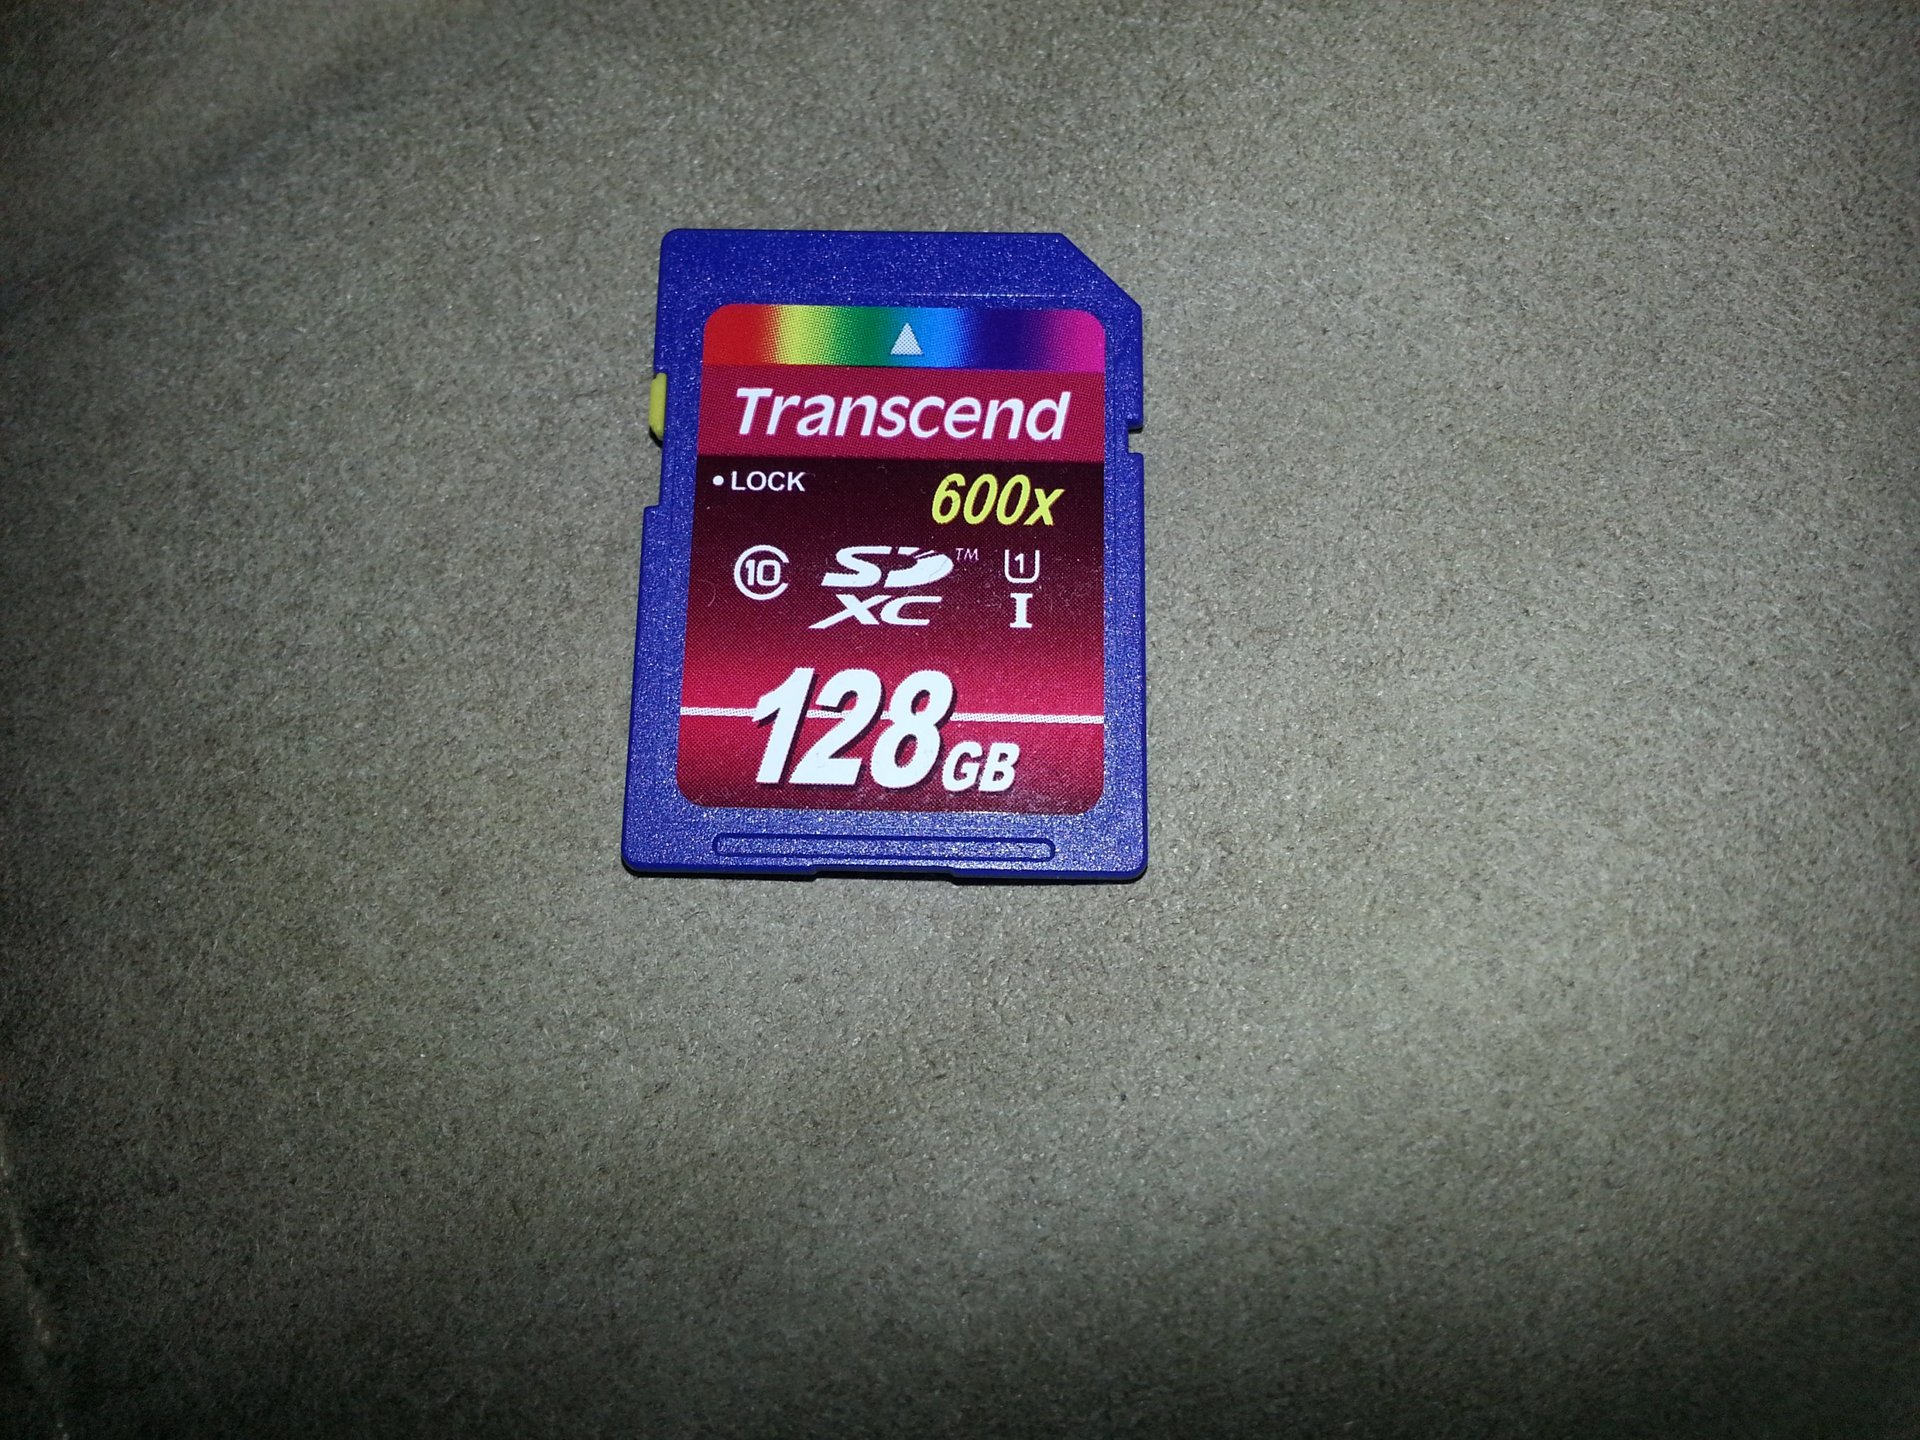 Transcend
• LOCK
600x
10 SD™ 1
XC I
128GB